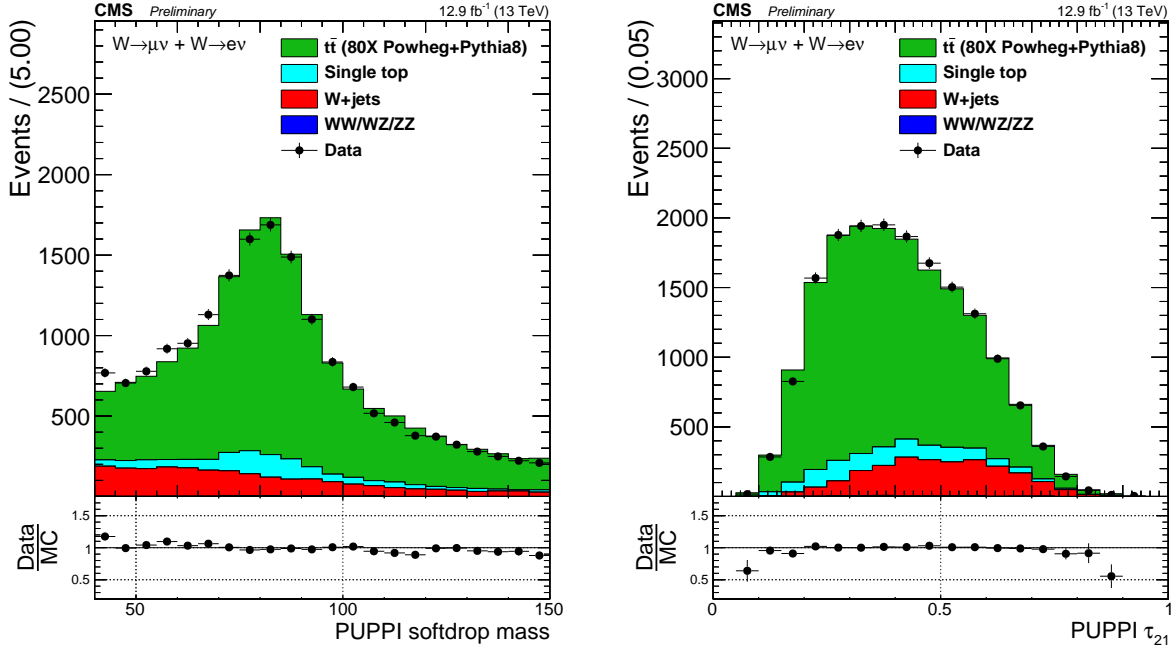 CMS Preliminary 12.9 fb⁻¹ (13 TeV)
W→μν + W→eν
tt̄ (80X Powheg+Pythia8)
Single top
W+jets
WW/WZ/ZZ
Data
Events / (5.00)
2500
2000
1500
1000
500
Data
MC
1.5
1
0.5
50 100 150
PUPPI softdrop mass
CMS Preliminary 12.9 fb⁻¹ (13 TeV)
W→μν + W→eν
tt̄ (80X Powheg+Pythia8)
Single top
W+jets
WW/WZ/ZZ
Data
Events / (0.05)
3000
2500
2000
1500
1000
500
Data
MC
1.5
1
0.5
0 0.5 1
PUPPI τ₂₁